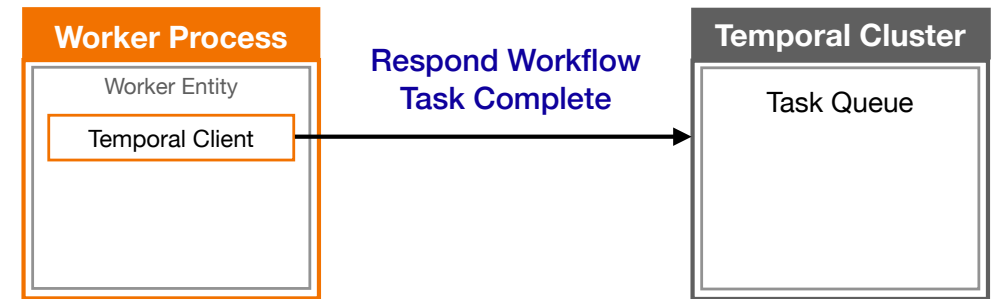 Worker Process
Worker Entity
Temporal Client
Respond Workflow
Task Complete
Temporal Cluster
Task Queue